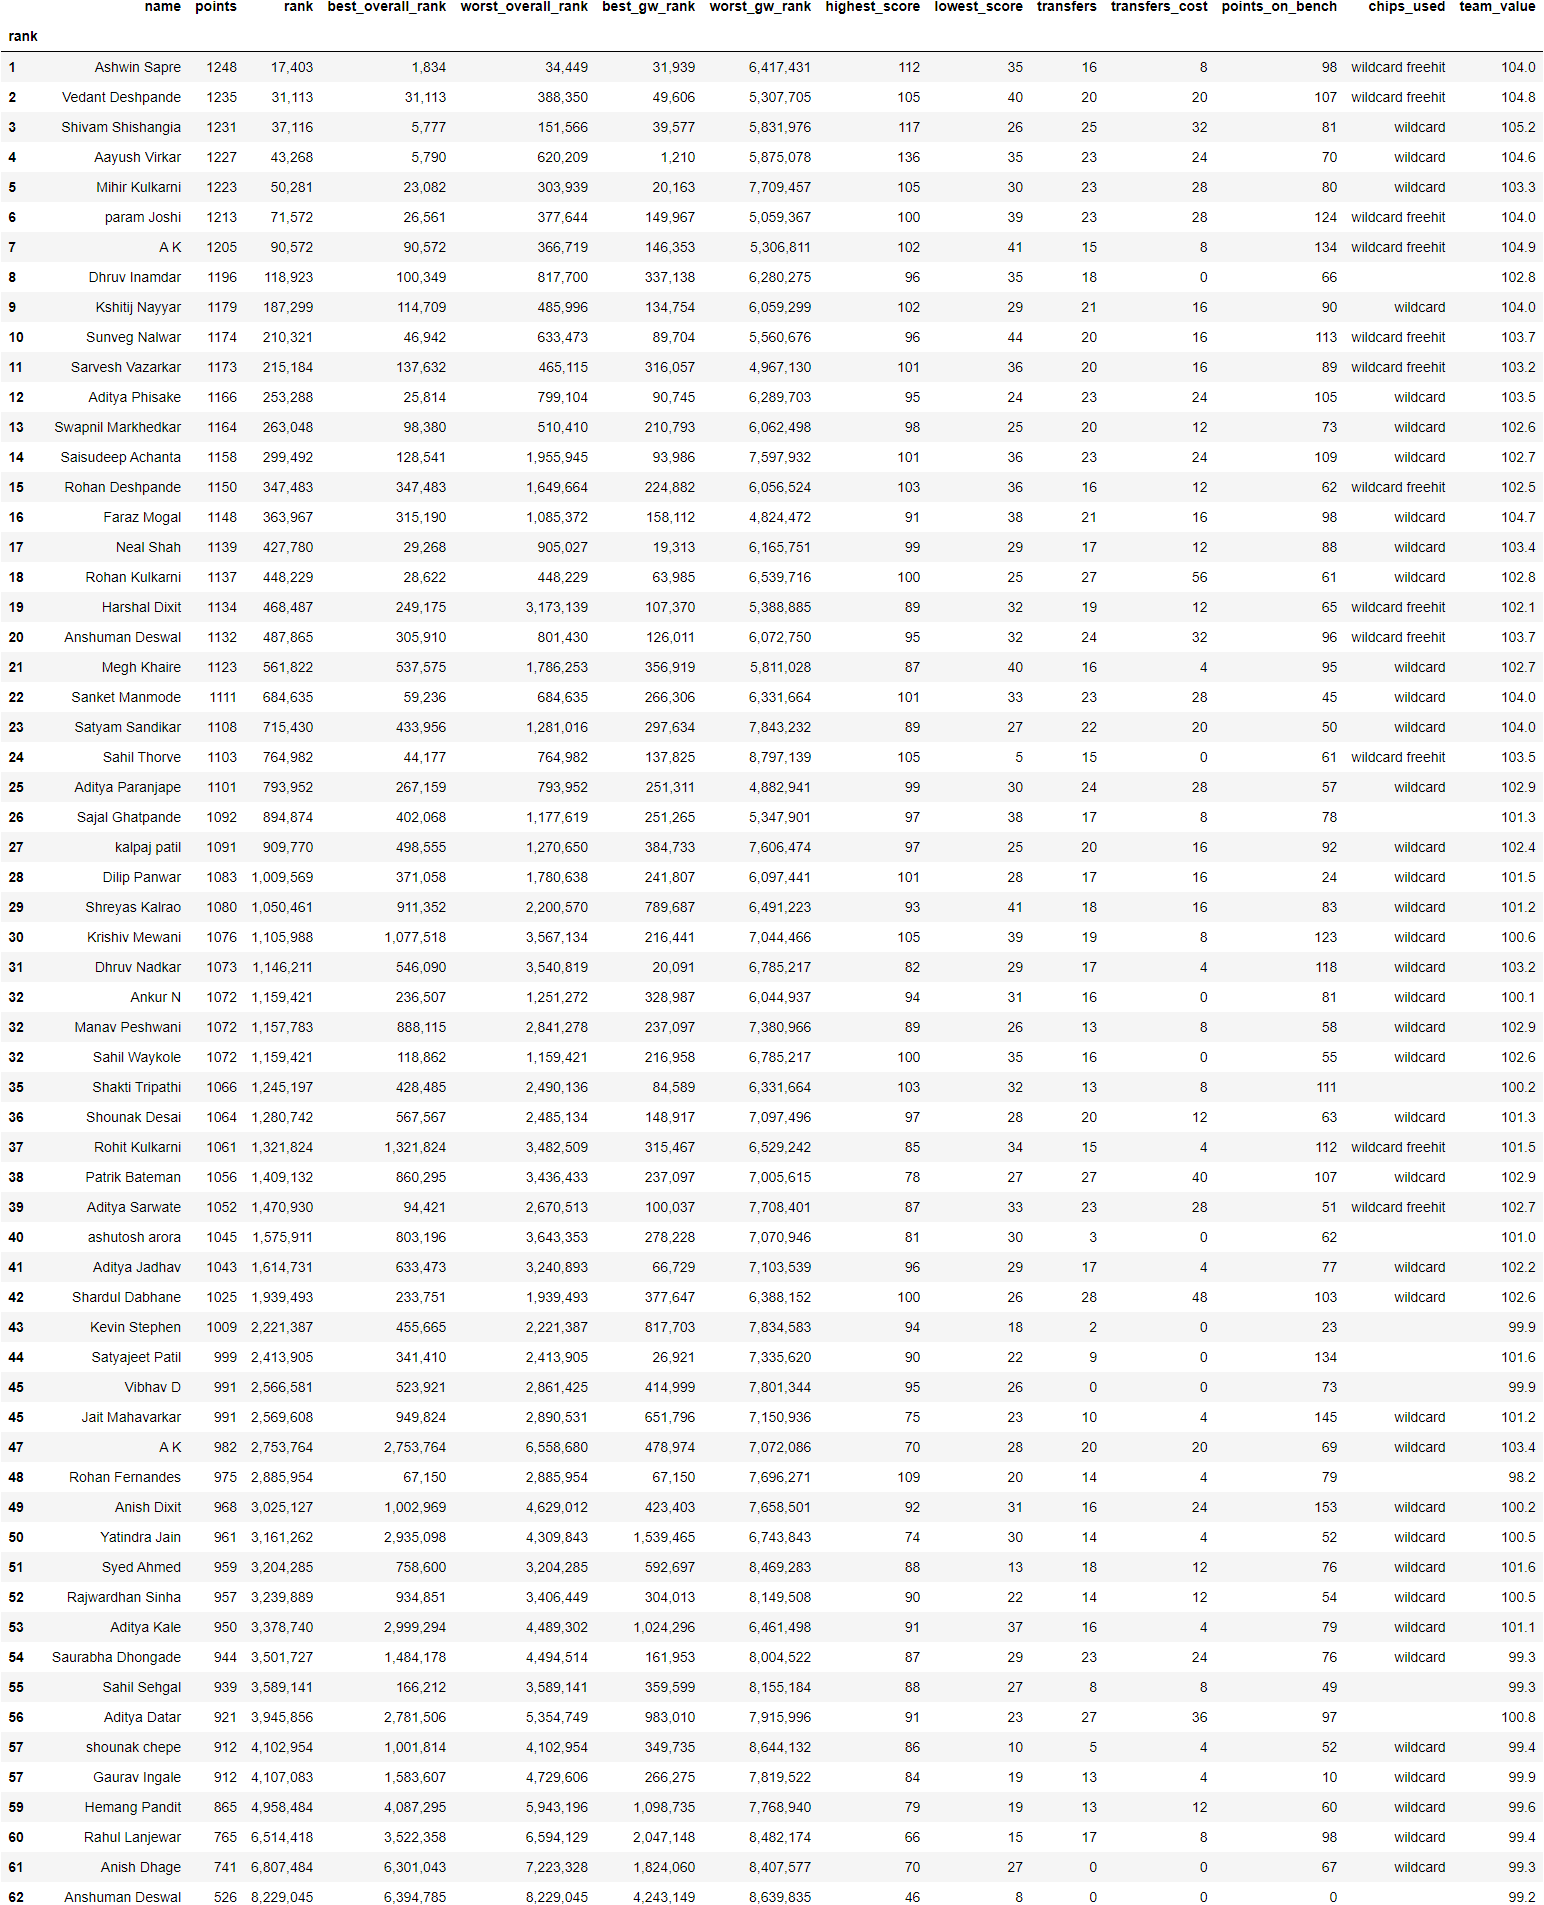 name points rank best_overall_rank worst_overall_rank best_gw_rank worst_gw_rank highest_score lowest_score transfers transfers_cost points_on_bench chips_used team_value
rank
1 Ashwin Sapre 1248 17,403 1,834 34,449 31,939 6,417,431 112 35 16 8 98 wildcard freehit 104.0
2 Vedant Deshpande 1235 31,113 31,113 388,350 49,606 5,307,705 105 40 20 20 107 wildcard freehit 104.8
3 Shivam Shishangia 1231 37,116 5,777 151,566 39,577 5,831,976 117 26 25 32 81 wildcard 105.2
4 Aayush Virkar 1227 43,268 5,790 620,209 1,210 5,875,078 136 35 23 24 70 wildcard 104.6
5 Mihir Kulkarni 1223 50,281 23,082 303,939 20,163 7,709,457 105 30 23 28 80 wildcard 103.3
6 param Joshi 1213 71,572 26,561 377,644 149,967 5,059,367 100 39 23 28 124 wildcard freehit 104.0
7 A K 1205 90,572 90,572 366,719 146,353 5,306,811 102 41 15 8 134 wildcard freehit 104.9
8 Dhruv Inamdar 1196 118,923 100,349 817,700 337,138 6,280,275 96 35 18 0 66 102.8
9 Kshitij Nayyar 1179 187,299 114,709 485,996 134,754 6,059,299 102 29 21 16 90 wildcard 104.0
10 Sunveg Nalwar 1174 210,321 46,942 633,473 89,704 5,560,676 96 44 20 16 113 wildcard freehit 103.7
11 Sarvesh Vazarkar 1173 215,184 137,632 465,115 316,057 4,967,130 101 36 20 16 89 wildcard freehit 103.2
12 Aditya Phisake 1166 253,288 25,814 799,104 90,745 6,289,703 95 24 23 24 105 wildcard 103.5
13 Swapnil Markhedkar 1164 263,048 98,380 510,410 210,793 6,062,498 98 25 20 12 73 wildcard 102.6
14 Saisudeep Achanta 1158 299,492 128,541 1,955,945 93,986 7,597,932 101 36 23 24 109 wildcard 102.7
15 Rohan Deshpande 1150 347,483 347,483 1,649,664 224,882 6,056,524 103 36 16 12 62 wildcard freehit 102.5
16 Faraz Mogal 1148 363,967 315,190 1,085,372 158,112 4,824,472 91 38 21 16 98 wildcard 104.7
17 Neal Shah 1139 427,780 29,268 905,027 19,313 6,165,751 99 29 17 12 88 wildcard 103.4
18 Rohan Kulkarni 1137 448,229 28,622 448,229 63,985 6,539,716 100 25 27 56 61 wildcard 102.8
19 Harshal Dixit 1134 468,487 249,175 3,173,139 107,370 5,388,885 89 32 19 12 65 wildcard freehit 102.1
20 Anshuman Deswal 1132 487,865 305,910 801,430 126,011 6,072,750 95 32 24 32 96 wildcard freehit 103.7
21 Megh Khaire 1123 561,822 537,575 1,786,253 356,919 5,811,028 87 40 16 4 95 wildcard 102.7
22 Sanket Manmode 1111 684,635 59,236 684,635 266,306 6,331,664 101 33 23 28 45 wildcard 104.0
23 Satyam Sandikar 1108 715,430 433,956 1,281,016 297,634 7,843,232 89 27 22 20 50 wildcard 104.0
24 Sahil Thorve 1103 764,982 44,177 764,982 137,825 8,797,139 105 5 15 0 61 wildcard freehit 103.5
25 Aditya Paranjape 1101 793,952 267,159 793,952 251,311 4,882,941 99 30 24 28 57 wildcard 102.9
26 Sajal Ghatpande 1092 894,874 402,068 1,177,619 251,265 5,347,901 97 38 17 8 78 101.3
27 kalpaj patil 1091 909,770 498,555 1,270,650 384,733 7,606,474 97 25 20 16 92 wildcard 102.4
28 Dilip Panwar 1083 1,009,569 371,058 1,780,638 241,807 6,097,441 101 28 17 16 24 wildcard 101.5
29 Shreyas Kalrao 1080 1,050,461 911,352 2,200,570 789,687 6,491,223 93 41 18 16 83 wildcard 101.2
30 Krishiv Mewani 1076 1,105,988 1,077,518 3,567,134 216,441 7,044,466 105 39 19 8 123 wildcard 100.6
31 Dhruv Nadkar 1073 1,146,211 546,090 3,540,819 20,091 6,785,217 82 29 17 4 118 wildcard 103.2
32 Ankur N 1072 1,159,421 236,507 1,251,272 328,987 6,044,937 94 31 16 0 81 wildcard 100.1
32 Manav Peshwani 1072 1,157,783 888,115 2,841,278 237,097 7,380,966 89 26 13 8 58 wildcard 102.9
32 Sahil Waykole 1072 1,159,421 118,862 1,159,421 216,958 6,785,217 100 35 16 0 55 wildcard 102.6
35 Shakti Tripathi 1066 1,245,197 428,485 2,490,136 84,589 6,331,664 103 32 13 8 111 100.2
36 Shounak Desai 1064 1,280,742 567,567 2,485,134 148,917 7,097,496 97 28 20 12 63 wildcard 101.3
37 Rohit Kulkarni 1061 1,321,824 1,321,824 3,482,509 315,467 6,529,242 85 34 15 4 112 wildcard freehit 101.5
38 Patrik Bateman 1056 1,409,132 860,295 3,436,433 237,097 7,005,615 78 27 27 40 107 wildcard 102.9
39 Aditya Sarwate 1052 1,470,930 94,421 2,670,513 100,037 7,708,401 87 33 23 28 51 wildcard freehit 102.7
40 ashutosh arora 1045 1,575,911 803,196 3,643,353 278,228 7,070,946 81 30 3 0 62 101.0
41 Aditya Jadhav 1043 1,614,731 633,473 3,240,893 66,729 7,103,539 96 29 17 4 77 wildcard 102.2
42 Shardul Dabhane 1025 1,939,493 233,751 1,939,493 377,647 6,388,152 100 26 28 48 103 wildcard 102.6
43 Kevin Stephen 1009 2,221,387 455,665 2,221,387 817,703 7,834,583 94 18 2 0 23 99.9
44 Satyajeet Patil 999 2,413,905 341,410 2,413,905 26,921 7,335,620 90 22 9 0 134 101.6
45 Vibhav D 991 2,566,581 523,921 2,861,425 414,999 7,801,344 95 26 0 0 73 99.9
45 Jait Mahavarkar 991 2,569,608 949,824 2,890,531 651,796 7,150,936 75 23 10 4 145 wildcard 101.2
47 A K 982 2,753,764 2,753,764 6,558,680 478,974 7,072,086 70 28 20 20 69 wildcard 103.4
48 Rohan Fernandes 975 2,885,954 67,150 2,885,954 67,150 7,696,271 109 20 14 4 79 98.2
49 Anish Dixit 968 3,025,127 1,002,969 4,629,012 423,403 7,658,501 92 31 16 24 153 wildcard 100.2
50 Yatindra Jain 961 3,161,262 2,935,098 4,309,843 1,539,465 6,743,843 74 30 14 4 52 wildcard 100.5
51 Syed Ahmed 959 3,204,285 758,600 3,204,285 592,697 8,469,283 88 13 18 12 76 wildcard 101.6
52 Rajwardhan Sinha 957 3,239,889 934,851 3,406,449 304,013 8,149,508 90 22 14 12 54 wildcard 100.5
53 Aditya Kale 950 3,378,740 2,999,294 4,489,302 1,024,296 6,461,498 91 37 16 4 79 wildcard 101.1
54 Saurabha Dhongade 944 3,501,727 1,484,178 4,494,514 161,953 8,004,522 87 29 23 24 76 wildcard 99.3
55 Sahil Sehgal 939 3,589,141 166,212 3,589,141 359,599 8,155,184 88 27 8 8 49 99.3
56 Aditya Datar 921 3,945,856 2,781,506 5,354,749 983,010 7,915,996 91 23 27 36 97 100.8
57 shounak chepe 912 4,102,954 1,001,814 4,102,954 349,735 8,644,132 86 10 5 4 52 wildcard 99.4
57 Gaurav Ingale 912 4,107,083 1,583,607 4,729,606 266,275 7,819,522 84 19 13 4 10 wildcard 99.9
59 Hemang Pandit 865 4,958,484 4,087,295 5,943,196 1,098,735 7,768,940 79 19 13 12 60 wildcard 99.6
60 Rahul Lanjewar 765 6,514,418 3,522,358 6,594,129 2,047,148 8,482,174 66 15 17 8 98 wildcard 99.4
61 Anish Dhage 741 6,807,484 6,301,043 7,223,328 1,824,060 8,407,577 70 27 0 0 67 wildcard 99.3
62 Anshuman Deswal 526 8,229,045 6,394,785 8,229,045 4,243,149 8,639,835 46 8 0 0 0 99.2